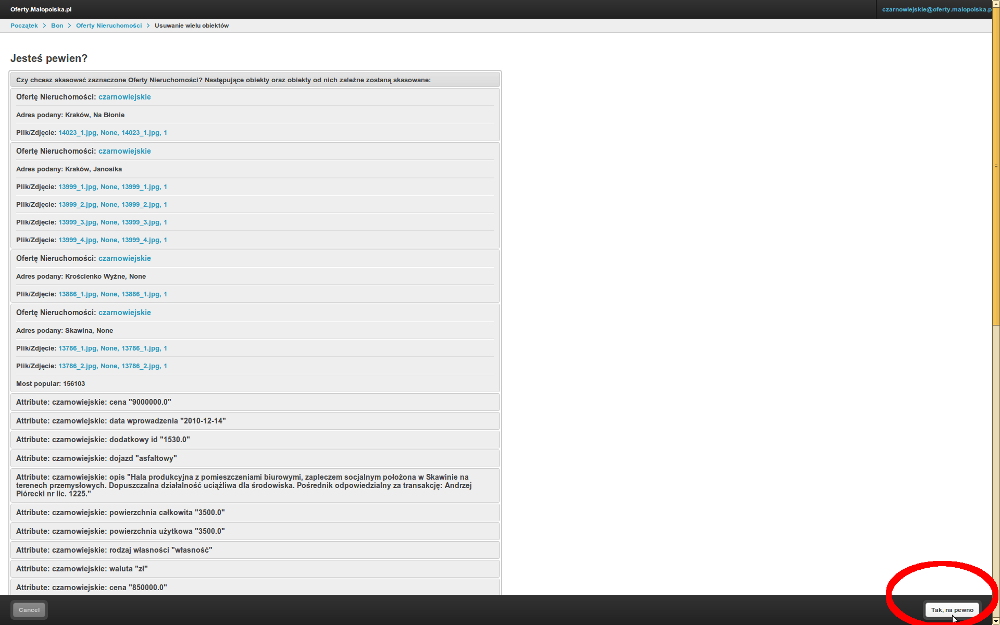 Oferty.Malopolska.pl
czarnowiejskie@oferty.malopolska.p
Początek > Bon > Oferty Nieruchomości > Usuwanie wielu obiektów
Jesteś pewien?
Czy chcesz skasować zaznaczone Oferty Nieruchomości? Następujące obiekty oraz obiekty od nich zależne zostaną skasowane:
Ofertę Nieruchomości: czarnowiejskie
Adres podany: Kraków, Na Błonie
Plik/Zdjęcie: 14023_1.jpg, None, 14023_1.jpg, 1
Ofertę Nieruchomości: czarnowiejskie
Adres podany: Kraków, Janosika
Plik/Zdjęcie: 13999_1.jpg, None, 13999_1.jpg, 1
Plik/Zdjęcie: 13999_2.jpg, None, 13999_2.jpg, 1
Plik/Zdjęcie: 13999_3.jpg, None, 13999_3.jpg, 1
Plik/Zdjęcie: 13999_4.jpg, None, 13999_4.jpg, 1
Ofertę Nieruchomości: czarnowiejskie
Adres podany: Krościenko Wyżne, None
Plik/Zdjęcie: 13886_1.jpg, None, 13886_1.jpg, 1
Ofertę Nieruchomości: czarnowiejskie
Adres podany: Skawina, None
Plik/Zdjęcie: 13786_1.jpg, None, 13786_1.jpg, 1
Plik/Zdjęcie: 13786_2.jpg, None, 13786_2.jpg, 1
Most popular: 156103
Attribute: czarnowiejskie: cena "9000000.0"
Attribute: czarnowiejskie: data wprowadzenia "2010-12-14"
Attribute: czarnowiejskie: dodatkowy id "1530.0"
Attribute: czarnowiejskie: dojazd "asfaltowy"
Attribute: czarnowiejskie: opis "Hala produkcyjna z pomieszczeniami biurowymi, zapleczem socjalnym położona w Skawinie na
terenach przemysłowych. Dopuszczalna działalność uciążliwa dla środowiska. Pośrednik odpowiedzialny za transakcję: Andrzej
Piórecki nr lic. 1225."
Attribute: czarnowiejskie: powierzchnia całkowita "3500.0"
Attribute: czarnowiejskie: powierzchnia użytkowa "3500.0"
Attribute: czarnowiejskie: rodzaj własności "własność"
Attribute: czarnowiejskie: waluta "zł"
Attribute: czarnowiejskie: cena "850000.0"
Cancel
Tak, na pewno